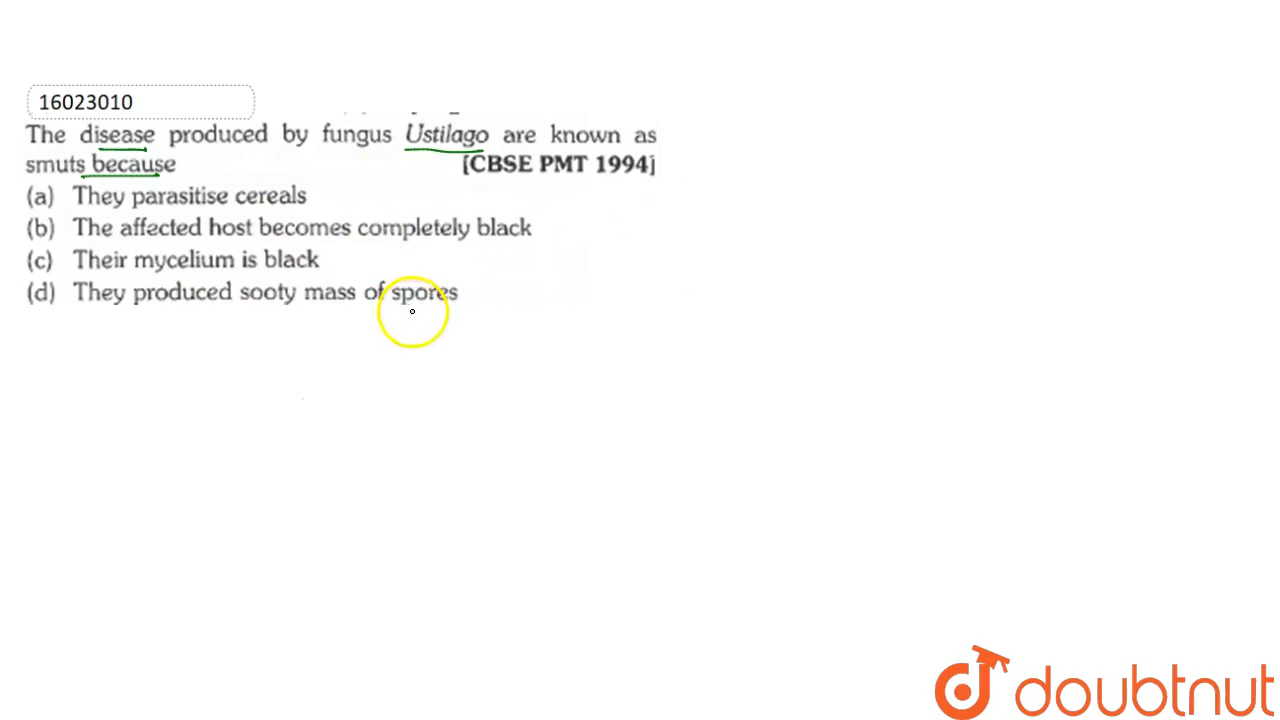 16023010
The disease produced by fungus Ustilago are known as
smuts because [CBSE PMT 1994]
(a) They parasitise cereals
(b) The affected host becomes completely black
(c) Their mycelium is black
(d) They produced sooty mass of spores
doubtnut